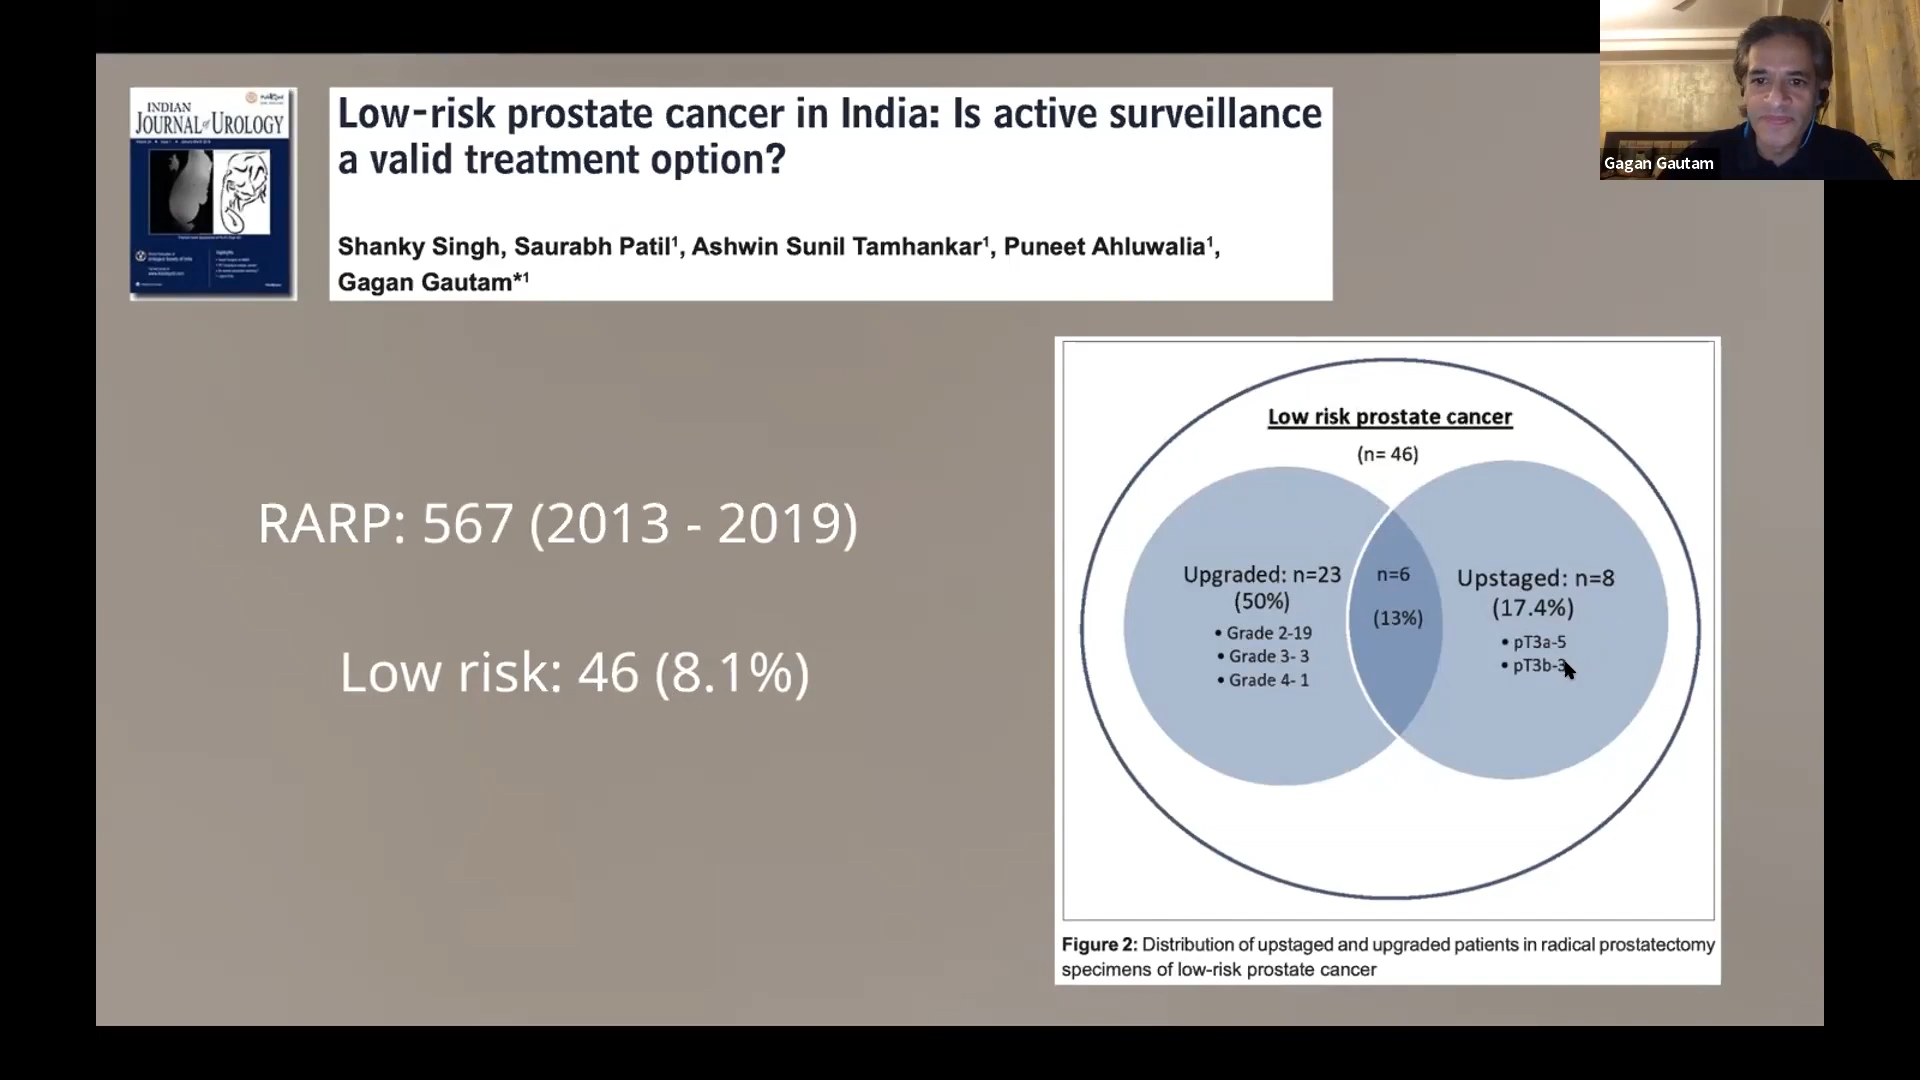 INDIAN
JOURNAL of UROLOGY
Low-risk prostate cancer in India: Is active surveillance
a valid treatment option?
Shanky Singh, Saurabh Patil¹, Ashwin Sunil Tamhankar¹, Puneet Ahluwalia¹,
Gagan Gautam*¹
Gagan Gautam
RARP: 567 (2013 - 2019)
Low risk: 46 (8.1%)
Low risk prostate cancer
(n= 46)
Upgraded: n=23
(50%)
• Grade 2-19
• Grade 3- 3
• Grade 4- 1
n=6
(13%)
Upstaged: n=8
(17.4%)
• pT3a-5
• pT3b-3
Figure 2: Distribution of upstaged and upgraded patients in radical prostatectomy
specimens of low-risk prostate cancer